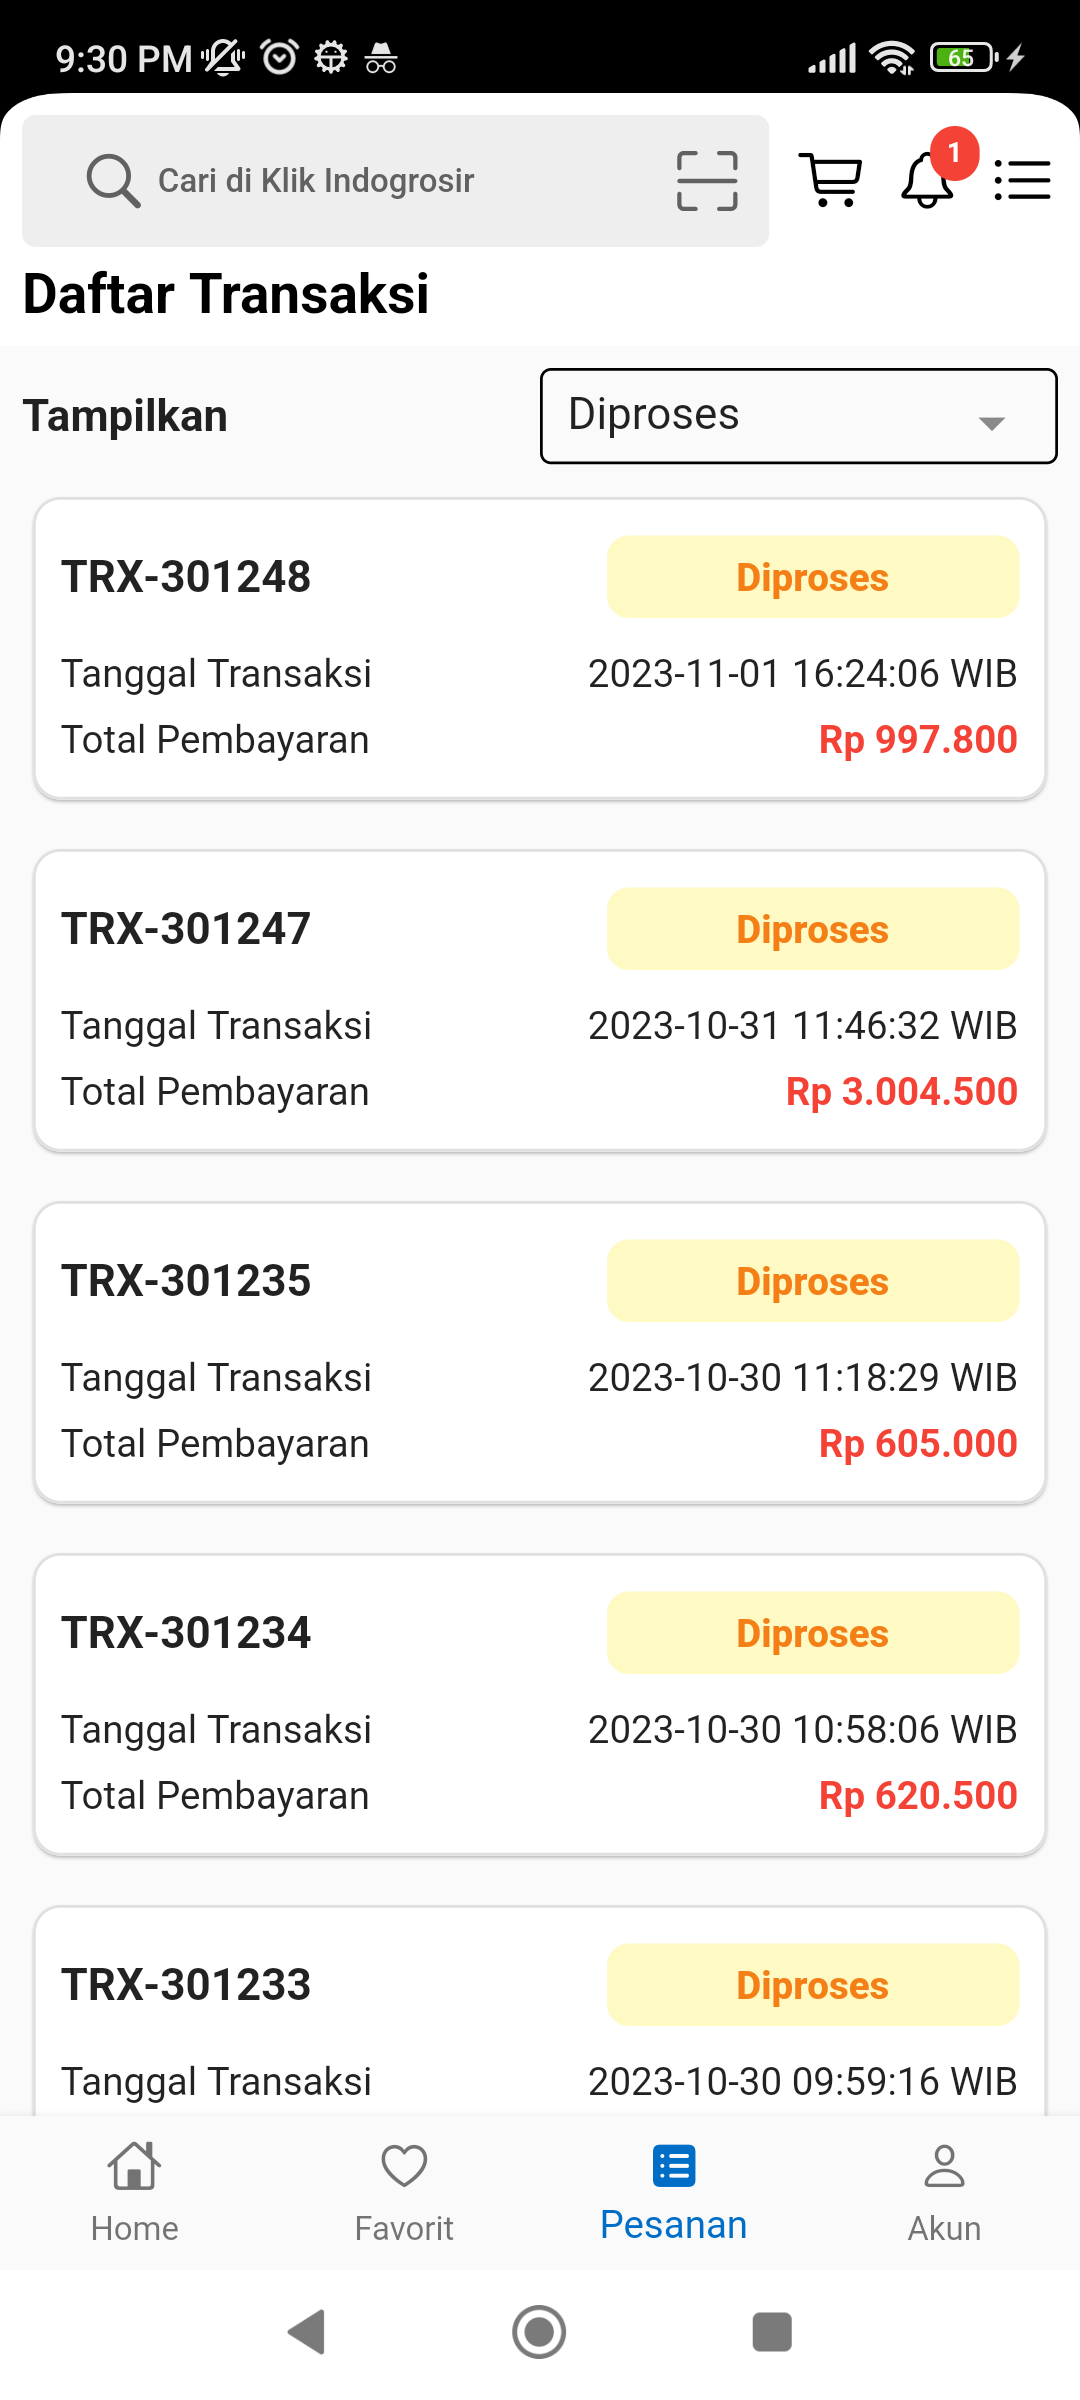 9:30 PM
65
Cari di Klik Indogrosir
1
Daftar Transaksi
Tampilkan
Diproses
TRX-301248
Diproses
Tanggal Transaksi
2023-11-01 16:24:06 WIB
Total Pembayaran
Rp 997.800
TRX-301247
Diproses
Tanggal Transaksi
2023-10-31 11:46:32 WIB
Total Pembayaran
Rp 3.004.500
TRX-301235
Diproses
Tanggal Transaksi
2023-10-30 11:18:29 WIB
Total Pembayaran
Rp 605.000
TRX-301234
Diproses
Tanggal Transaksi
2023-10-30 10:58:06 WIB
Total Pembayaran
Rp 620.500
TRX-301233
Diproses
Tanggal Transaksi
2023-10-30 09:59:16 WIB
Home
Favorit
Pesanan
Akun